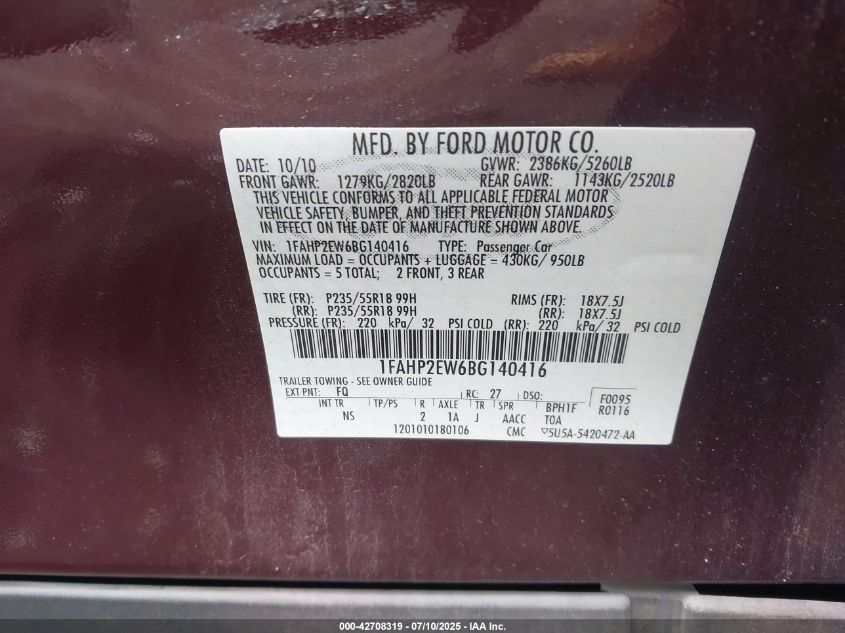 MFD. BY FORD MOTOR CO.
DATE: 10/10 GVWR: 2386KG/5260LB
FRONT GAWR: 1279KG/2820LB REAR GAWR: 1143KG/2520LB
THIS VEHICLE CONFORMS TO ALL APPLICABLE FEDERAL MOTOR
VEHICLE SAFETY, BUMPER, AND THEFT PREVENTION STANDARDS
IN EFFECT ON THE DATE OF MANUFACTURE SHOWN ABOVE.
VIN: 1FAHP2EW6BG140416 TYPE: Passenger Car
MAXIMUM LOAD = OCCUPANTS + LUGGAGE = 430KG/ 950LB
OCCUPANTS = 5 TOTAL; 2 FRONT, 3 REAR
TIRE (FR): P235/55R18 99H RIMS (FR): 18X7.5J
(RR): P235/55R18 99H (RR): 18X7.5J
PRESSURE (FR): 220 kPa/ 32 PSI COLD (RR): 220 kPa/ 32 PSI COLD
1FAHP2EW6BG140416
TRAILER TOWING - SEE OWNER GUIDE
EXT PNT: FQ RC: 27 DSO: F0095
INT TR TP/PS R AXLE TR SPR BPH1F R0116
NS 2 1A J AACC TOA
1201010180106 CMC 5U5A-5420472-AA
000-42708319 / 07/10/2025 - IAA Inc.